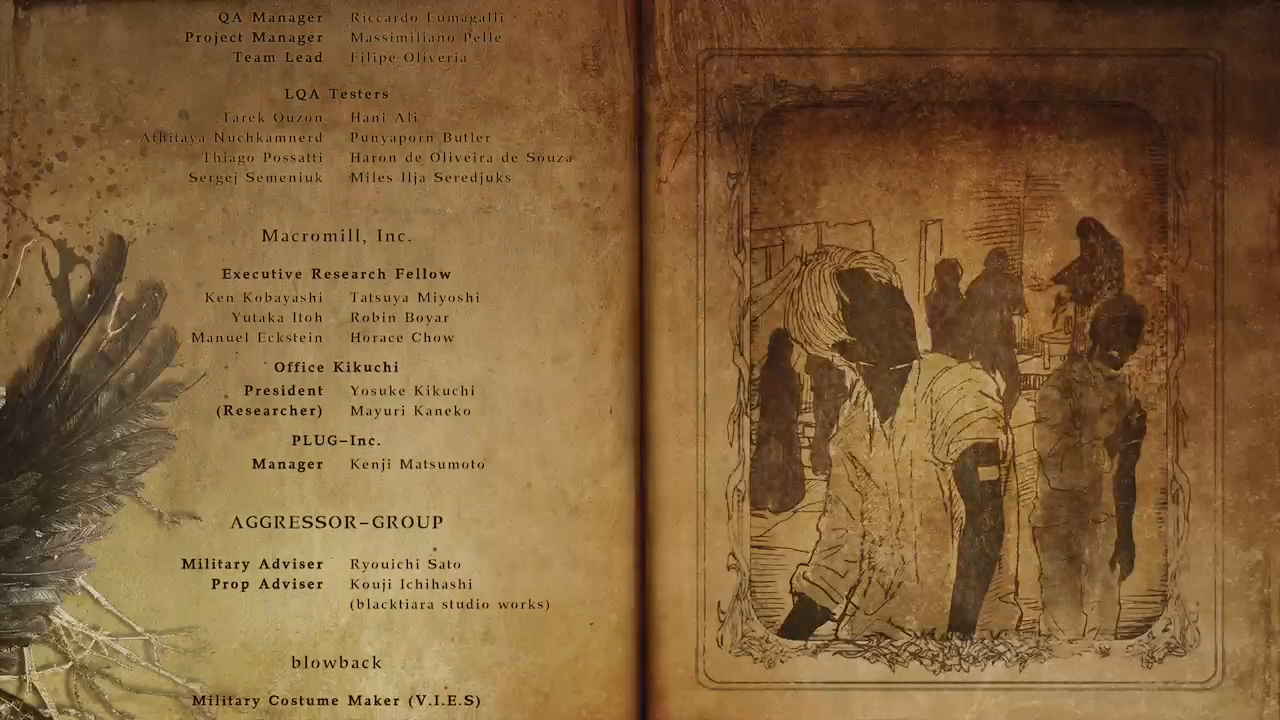 QA Manager Riccardo Fumagalli
Project Manager Massimiliano Pelle
Team Lead Filipe Oliveria
LQA Testers
Tarek Ouzon Hani Ali
Athitaya Nuchkamnerd Punyaporn Butler
Thiago Possatti Haron de Oliveira de Souza
Sergej Semeniuk Miles Ilja Seredjuks
Macromill, Inc.
Executive Research Fellow
Ken Kobayashi Tatsuya Miyoshi
Yutaka Itoh Robin Boyar
Manuel Eckstein Horace Chow
Office Kikuchi
President Yosuke Kikuchi
(Researcher) Mayuri Kaneko
PLUG-Inc.
Manager Kenji Matsumoto
AGGRESSOR-GROUP
Military Adviser Ryouichi Sato
Prop Adviser Kouji Ichihashi
(blacktiara studio works)
blowback
Military Costume Maker (V.I.E.S)